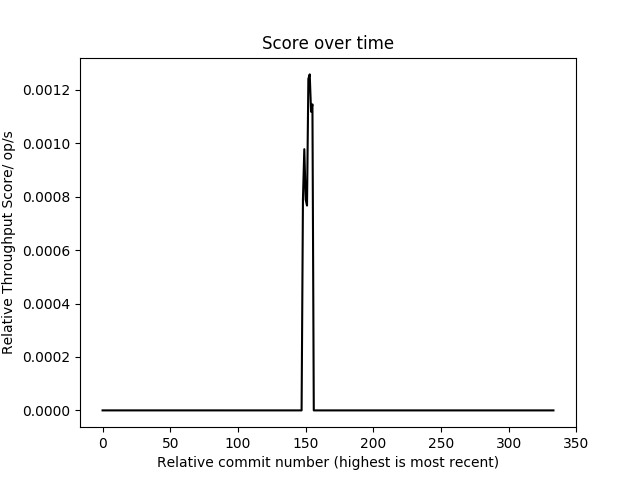 Score over time
Relative Throughput Score/ op/s
0.0012
0.0010
0.0008
0.0006
0.0004
0.0002
0.0000
0 50 100 150 200 250 300 350
Relative commit number (highest is most recent)